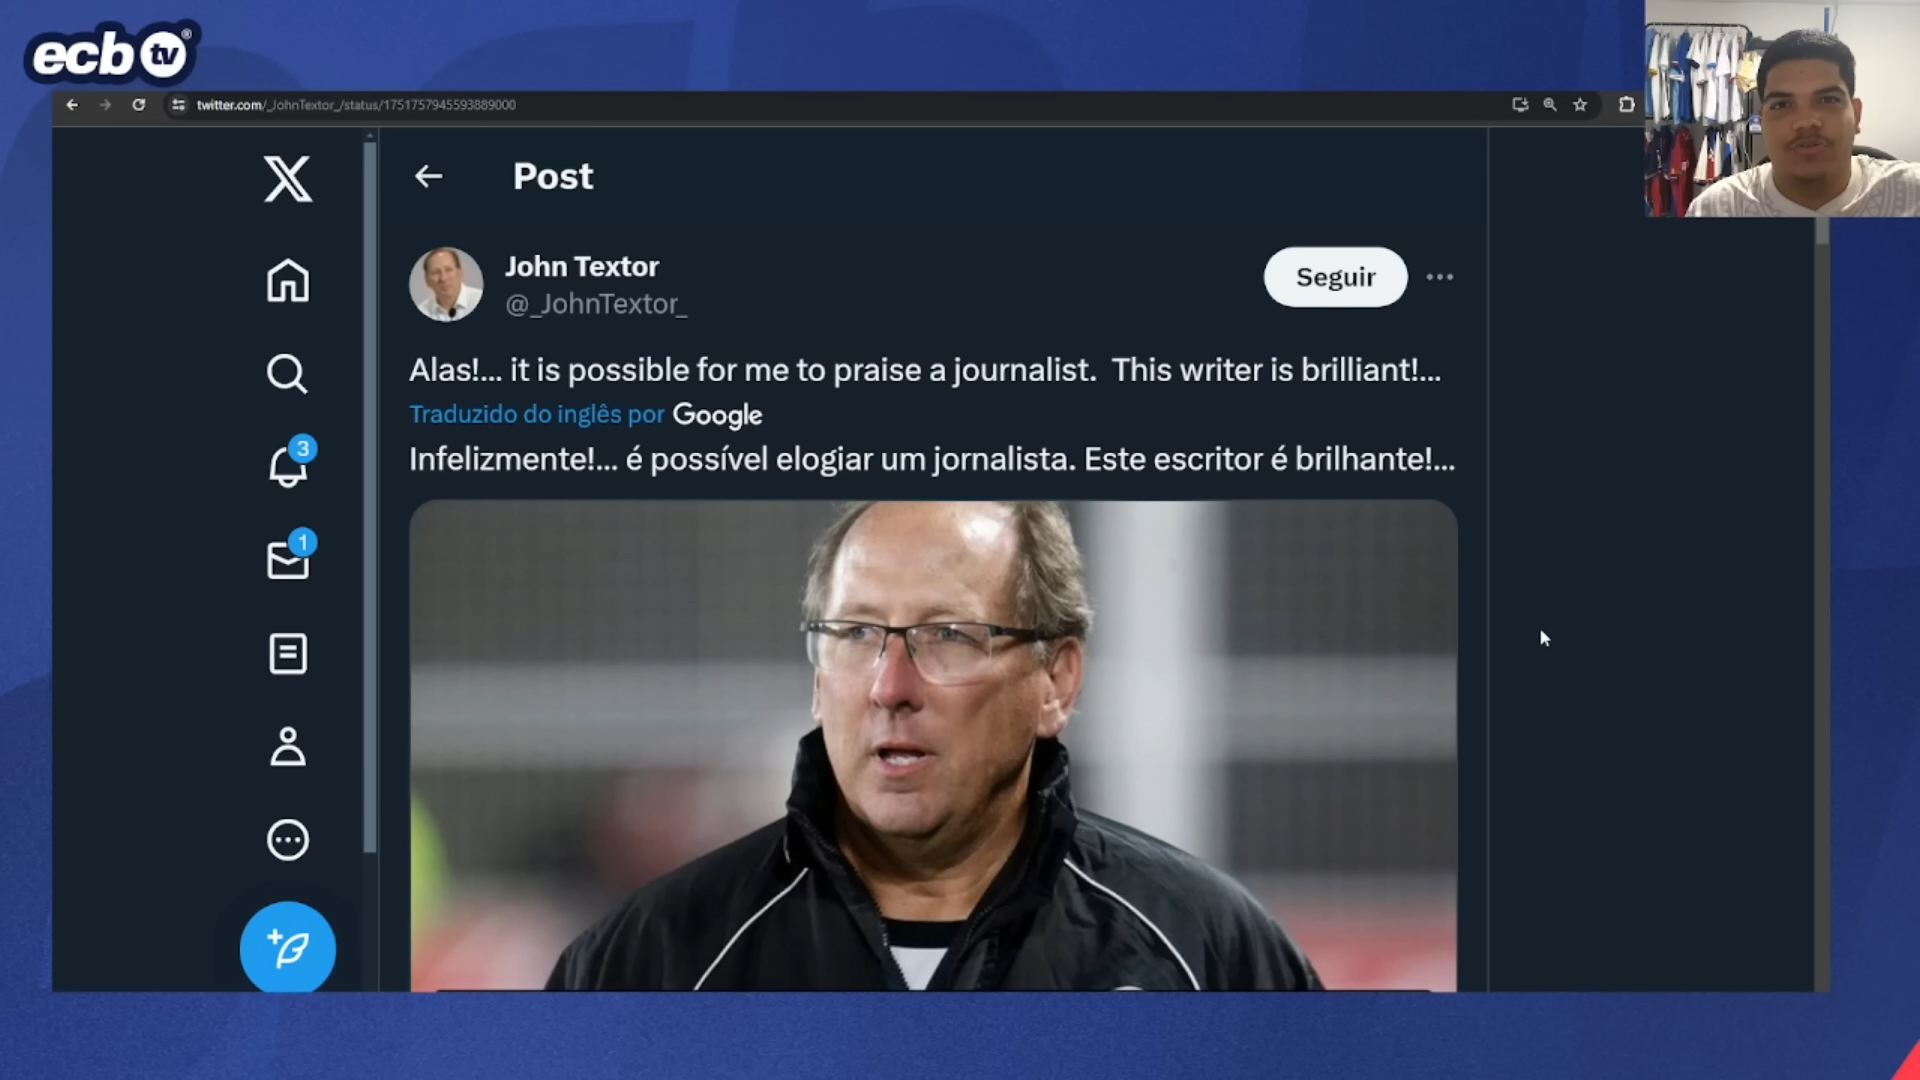 ecb tv®
twitter.com/_JohnTextor_/status/1751757945593889000
Post
John Textor
@_JohnTextor_
Seguir
Alas!... it is possible for me to praise a journalist.  This writer is brilliant!...
Traduzido do inglês por Google
Infelizmente!... é possível elogiar um jornalista. Este escritor é brilhante!...
3
1